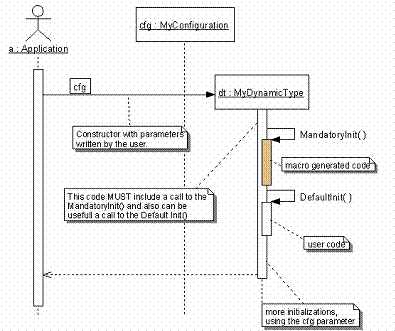 cfg : MyConfiguration
a : Application
cfg
dt : MyDynamicType
Constructor with parameters
written by the user.
MandatoryInit( )
macro generated code
This code MUST include a call to the
MandatoryInit() and also can be
usefull a call to the Default Init()
DefaultInit( )
user code
more initializations,
using the cfg parameter